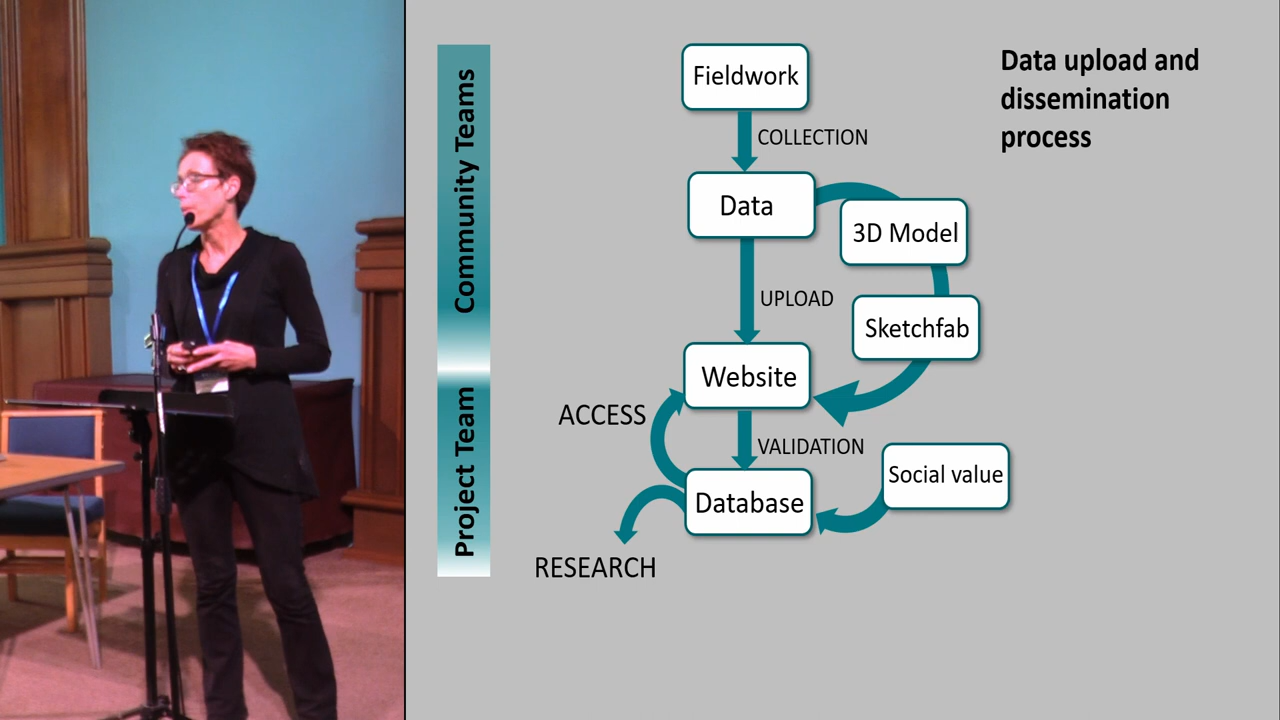 Community Teams
Project Team
Fieldwork
COLLECTION
Data
3D Model
UPLOAD
Sketchfab
Website
ACCESS
VALIDATION
Social value
Database
RESEARCH
Data upload and
dissemination
process